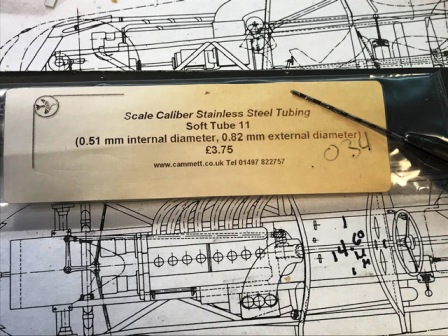 Scale Caliber Stainless Steel Tubing
Soft Tube 11
(0.51 mm internal diameter, 0.82 mm external diameter)
£3.75
www.cammett.co.uk Tel 01497 822757
034